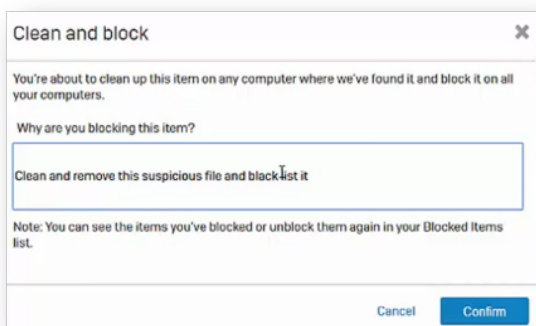 Clean and block
You're about to clean up this item on any computer where we've found it and block it on all
your computers.
Why are you blocking this item?
Clean and remove this suspicious file and blacklist it
Note: You can see the items you've blocked or unblock them again in your Blocked Items
list.
Cancel
Confirm